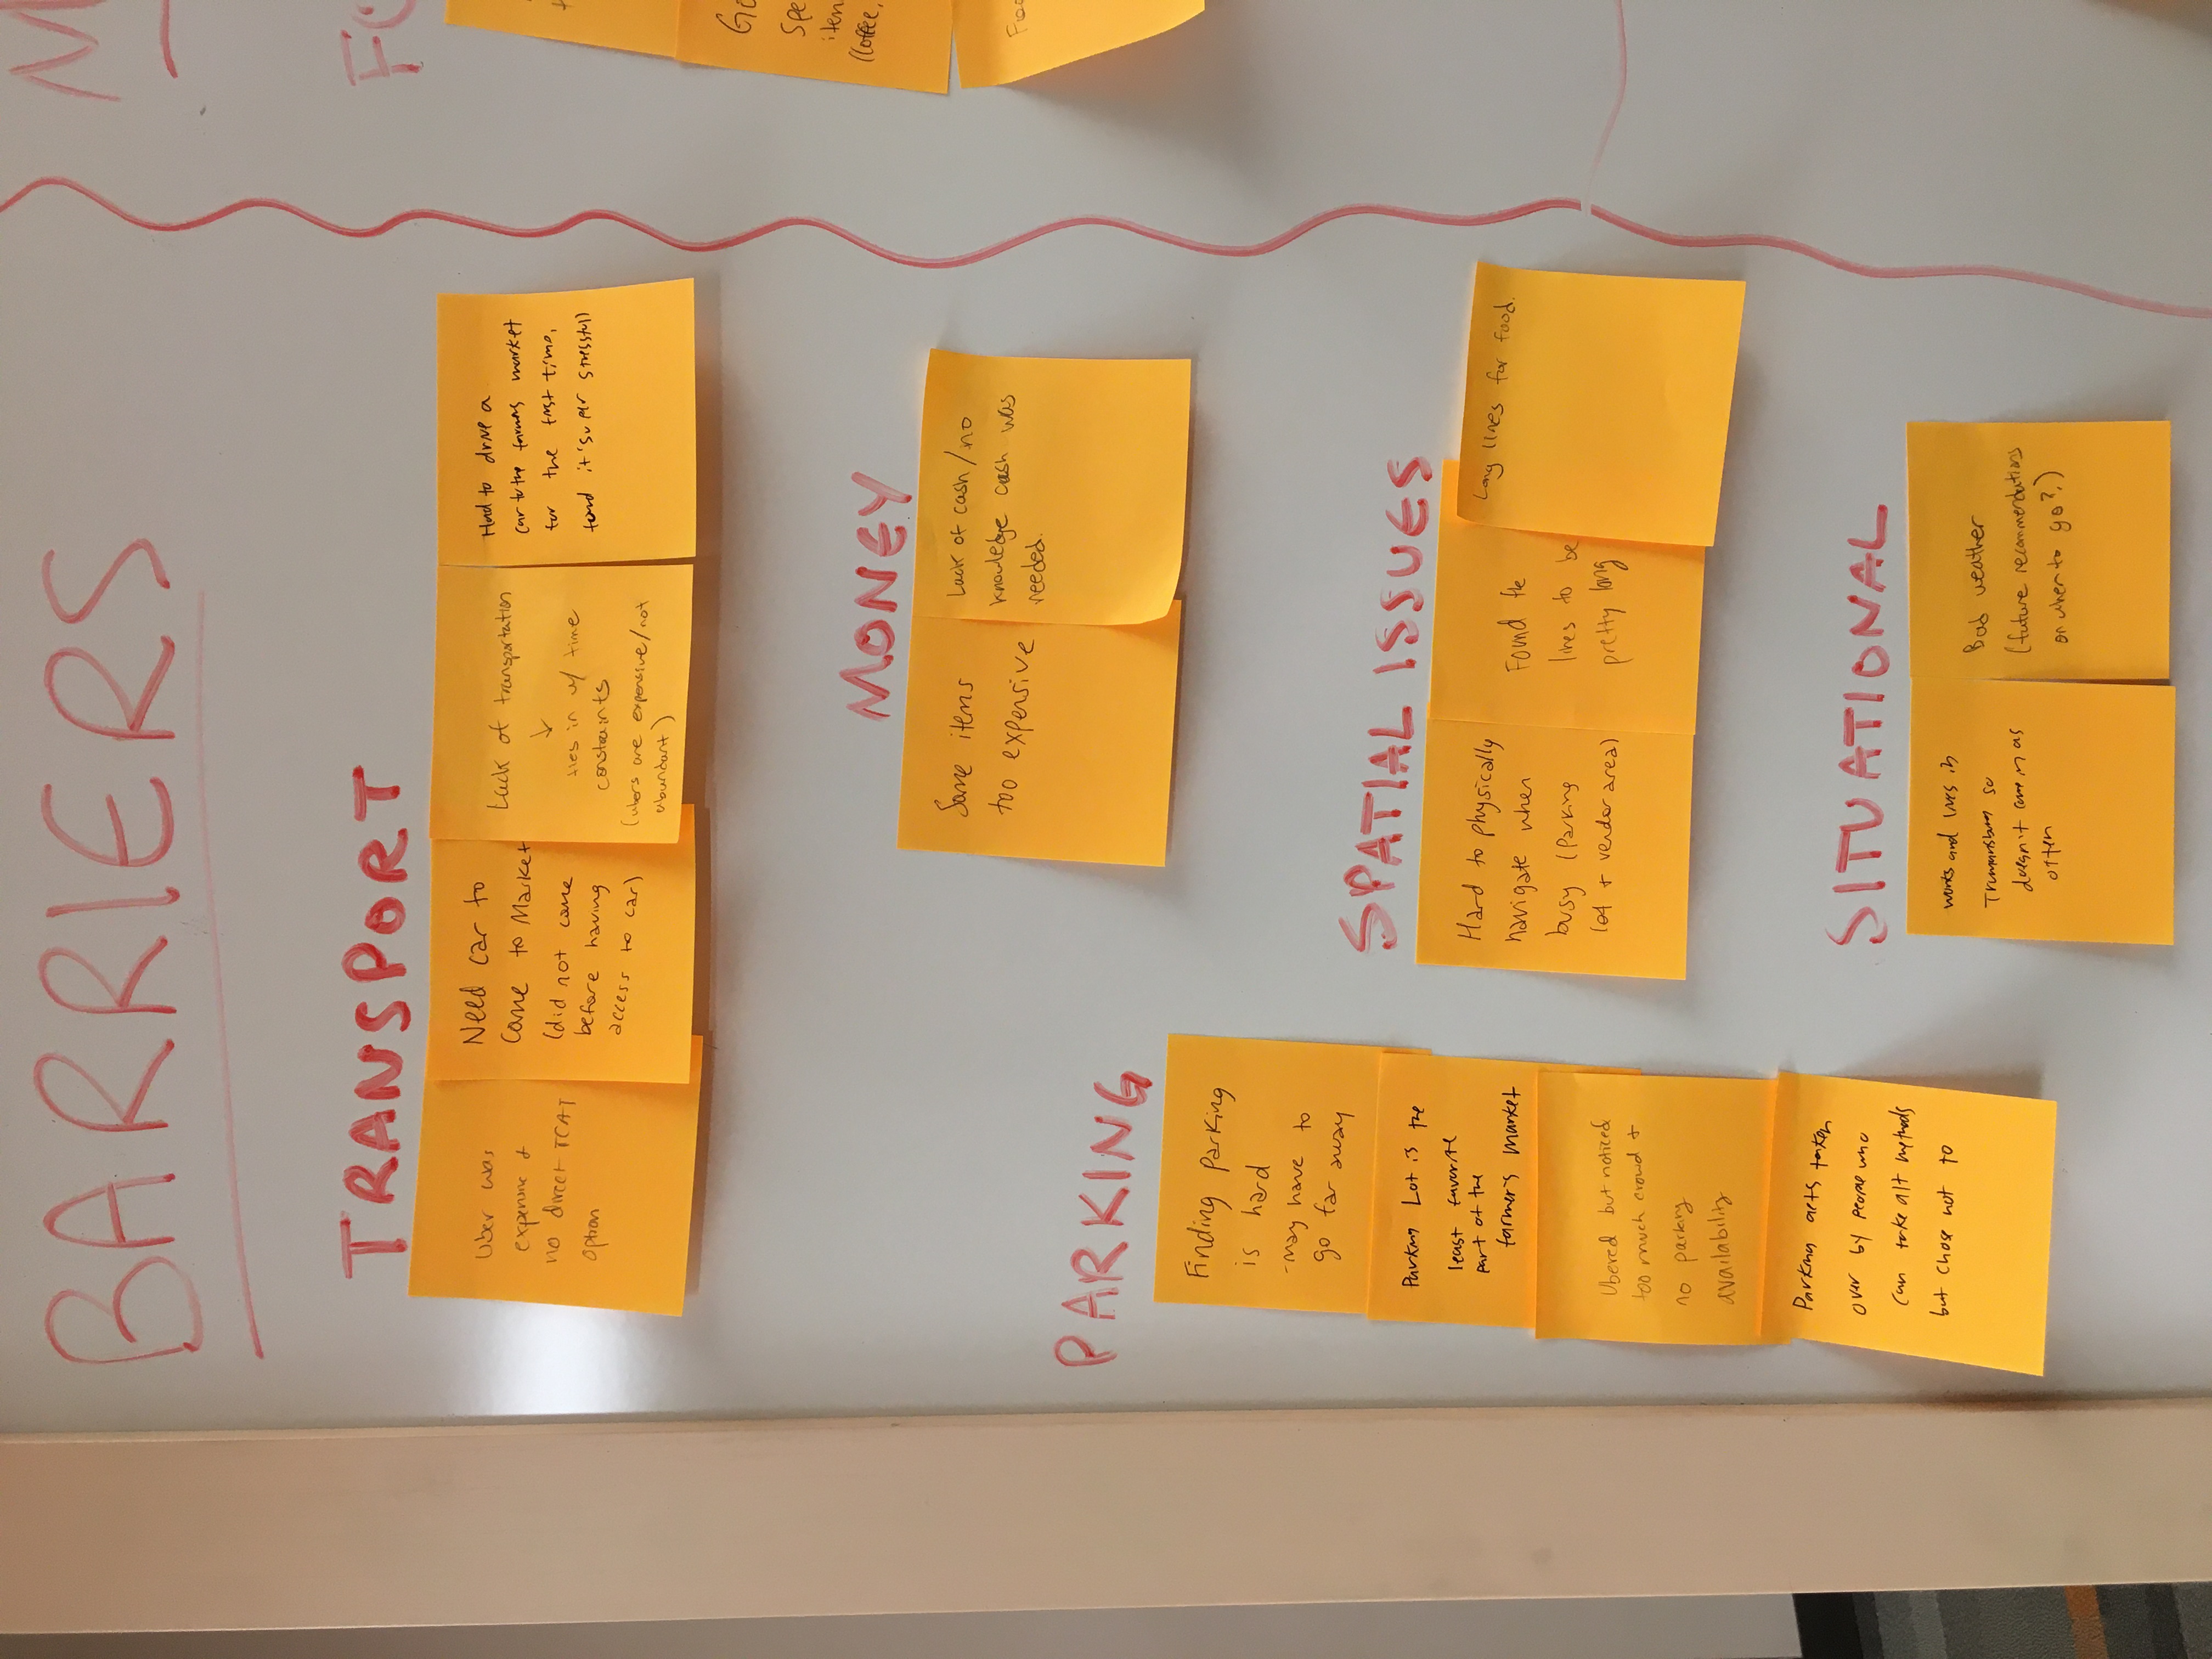 BARRIERS
TRANSPORT
Uber was
expensive &
no direct TCAT
option
Need car to
come to Market
(did not come
before having
access to car)
Lack of transportation
↓
ties in w/ time
constraints
(ubers are expensive/not
abundant)
Had to drive a
car to the farmers market
for the first time,
found it "super stressful)
MONEY
Some items
too expensive
Lack of cash/no
knowledge cash was
needed.
PARKING
Finding parking
is hard
-may have to
go far away
Parking Lot is the
least favorite
part of the
farmer's market
Ubered but noticed
too much crowd +
no parking
availability
Parking gets taken
over by people who
can take alt methods
but chose not to
SPATIAL ISSUES
Hard to physically
navigate when
busy (parking
lot + vendor area)
Found the
lines to be
pretty long
Long lines for food.
SITUATIONAL
works and lives in
Trumansburg so
doesn't come in as
often
Bad weather
(future recommendations
on when to go?)
M
FO
Go
Spe
item
(coffee,